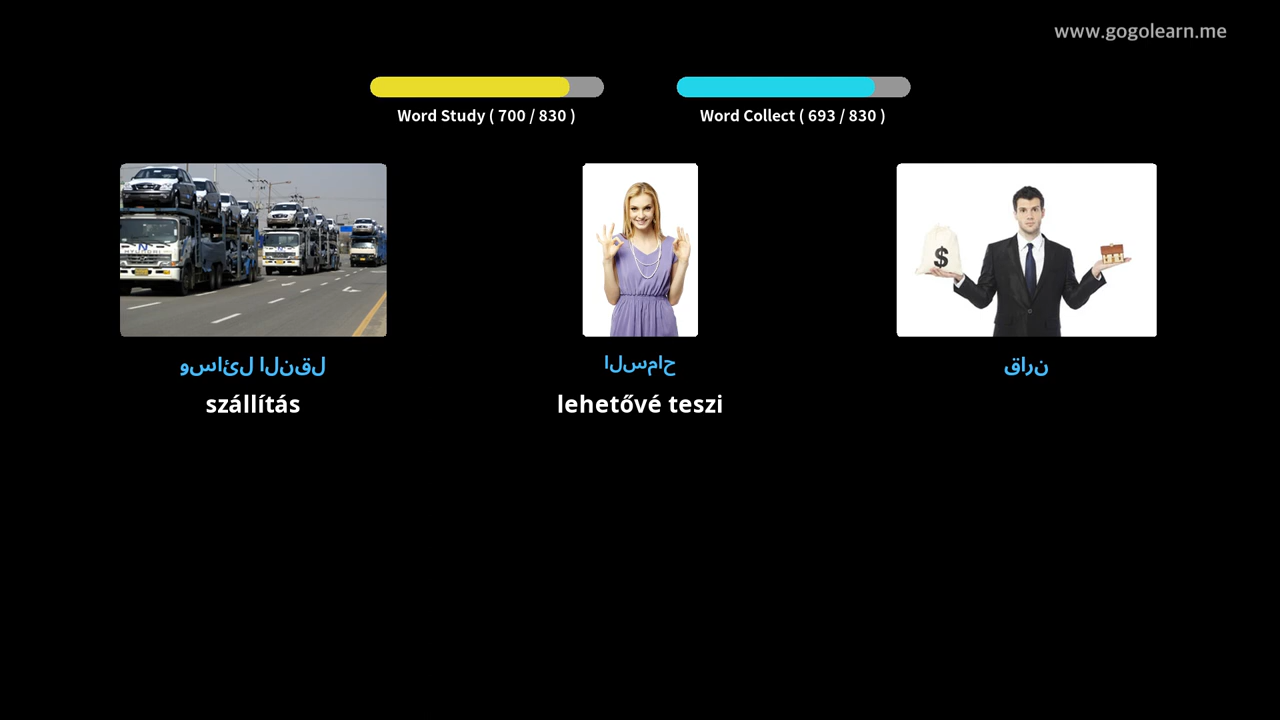 www.gogolearn.me
Word Study ( 700 / 830 )
Word Collect ( 693 / 830 )
وسائل النقل
السماح
قارن
szállítás
lehetővé teszi
$